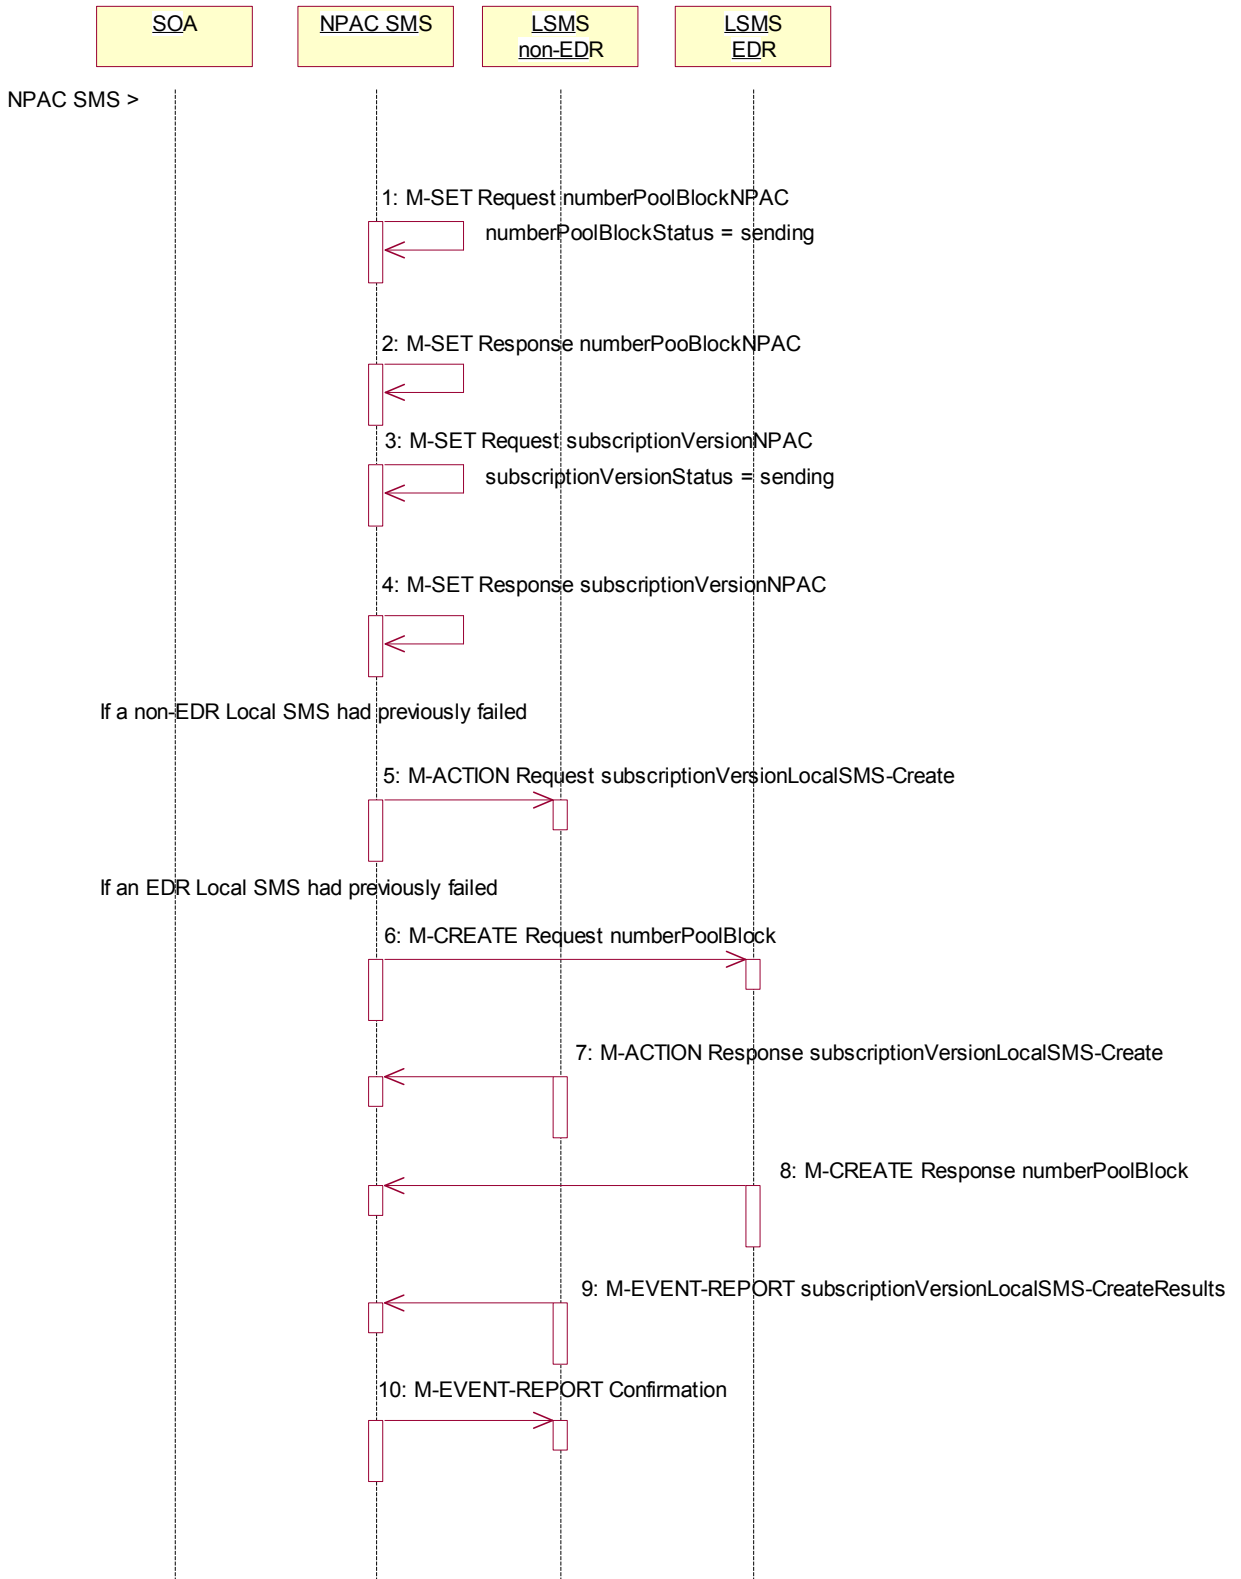 SOA
NPAC SMS
LSMS
non-EDR
LSMS
EDR
NPAC SMS >
1: M-SET Request numberPoolBlockNPAC
numberPoolBlockStatus = sending
2: M-SET Response numberPooBlockNPAC
3: M-SET Request subscriptionVersionNPAC
subscriptionVersionStatus = sending
4: M-SET Response subscriptionVersionNPAC
If a non-EDR Local SMS had previously failed
5: M-ACTION Request subscriptionVersionLocalSMS-Create
If an EDR Local SMS had previously failed
6: M-CREATE Request numberPoolBlock
7: M-ACTION Response subscriptionVersionLocalSMS-Create
8: M-CREATE Response numberPoolBlock
9: M-EVENT-REPORT subscriptionVersionLocalSMS-CreateResults
10: M-EVENT-REPORT Confirmation